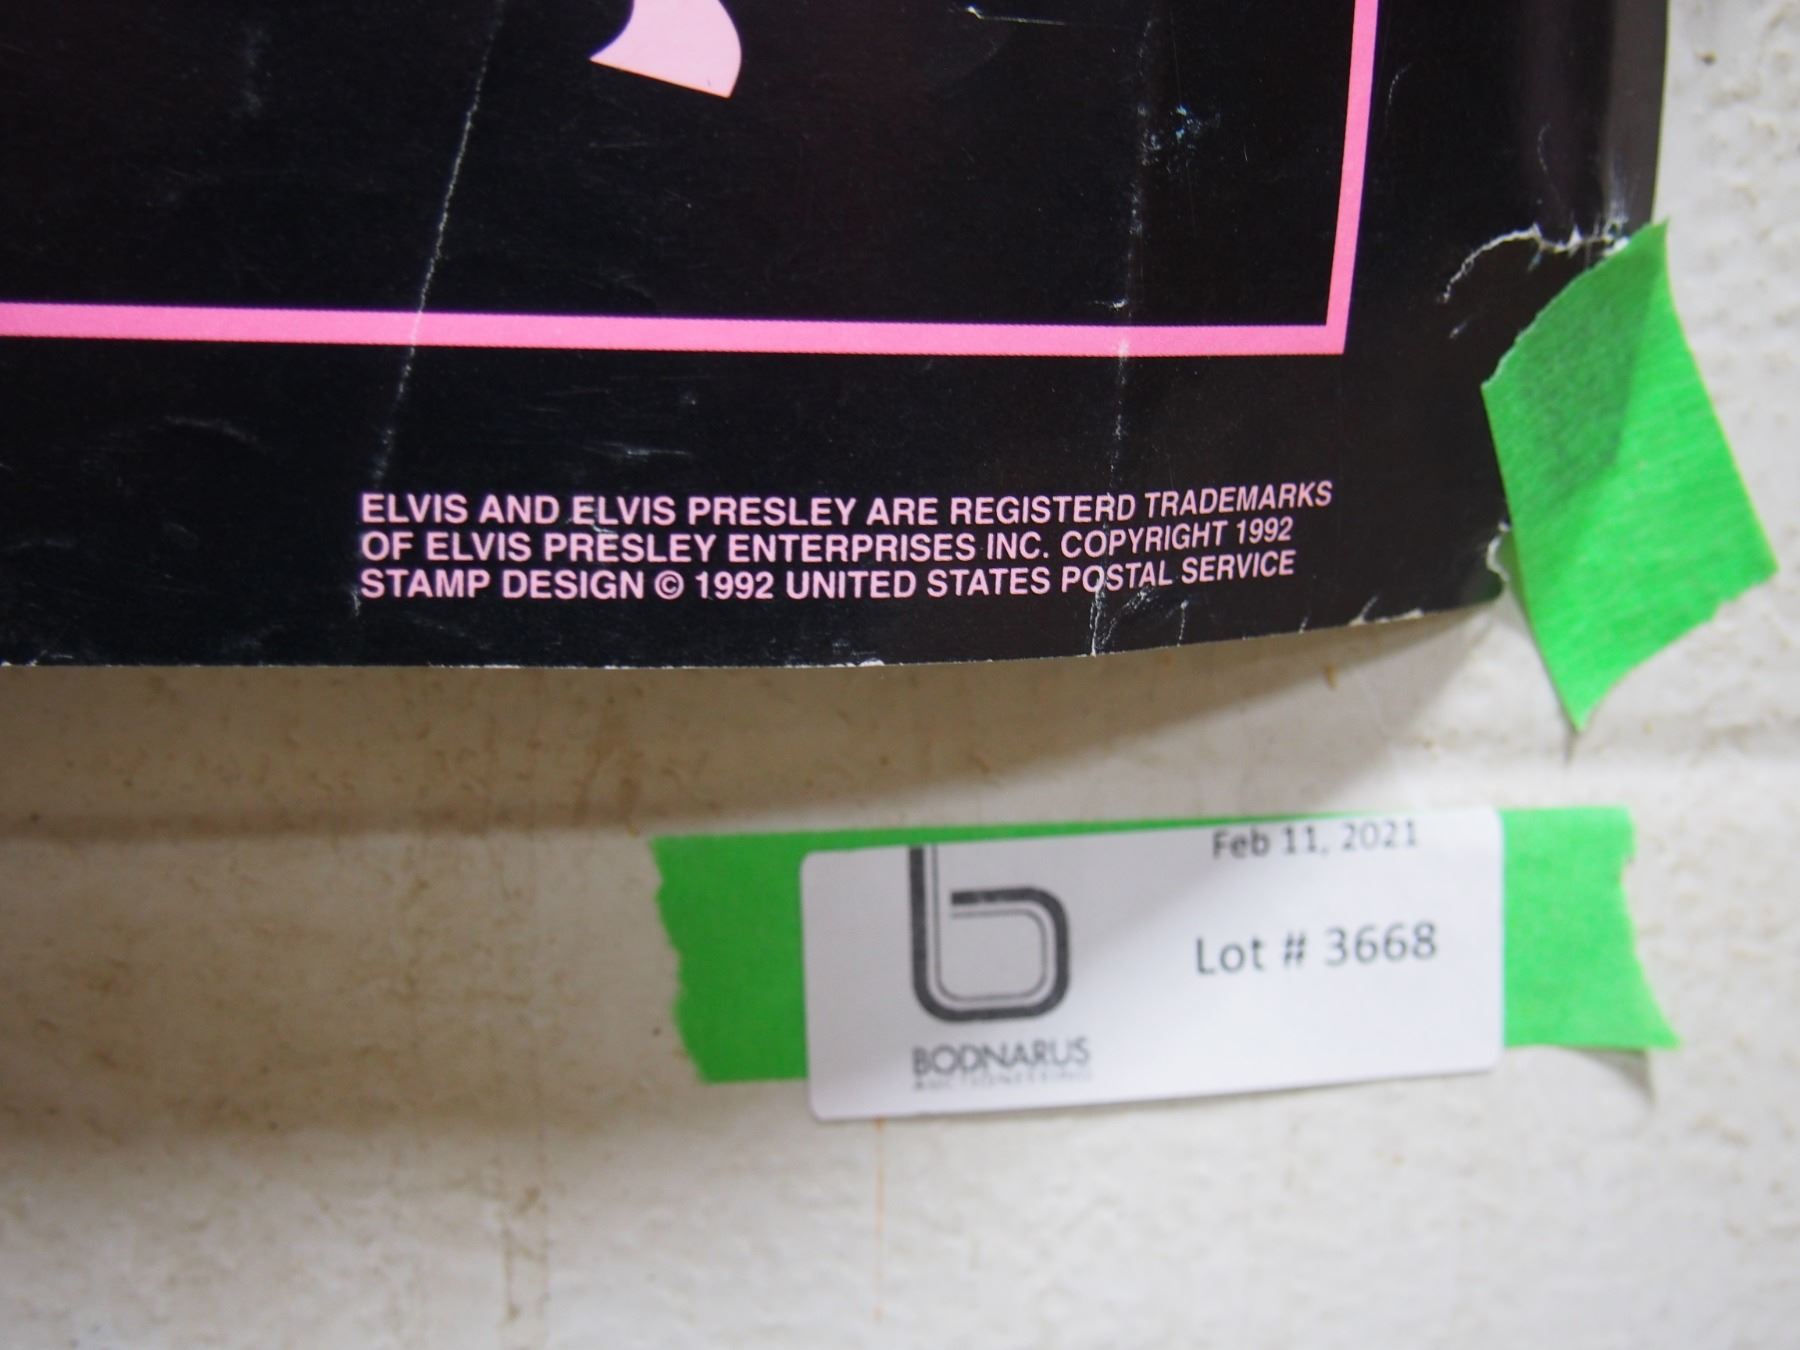 ELVIS AND ELVIS PRESLEY ARE REGISTERD TRADEMARKS
OF ELVIS PRESLEY ENTERPRISES INC. COPYRIGHT 1992
STAMP DESIGN © 1992 UNITED STATES POSTAL SERVICE
Feb 11, 2021
Lot # 3668
BODNARUS
AUCTIONEERING